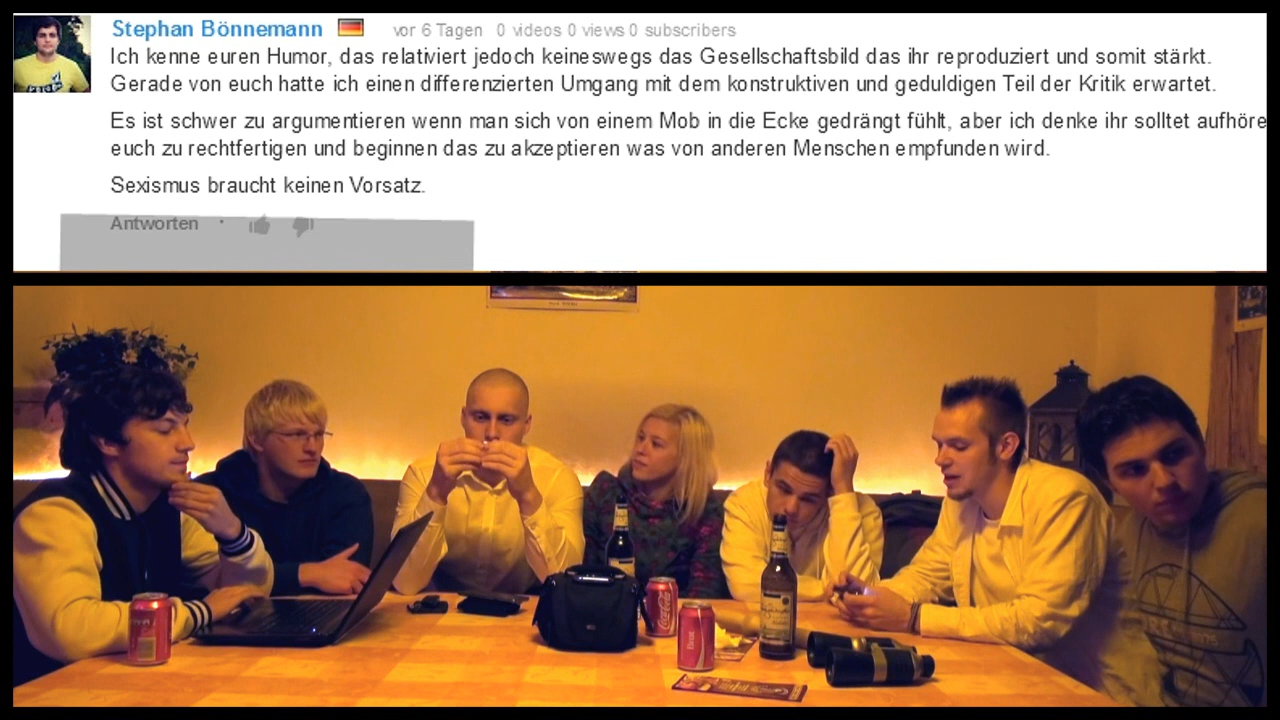 Stephan Bönnemann vor 6 Tagen 0 videos 0 views 0 subscribers
Ich kenne euren Humor, das relativiert jedoch keineswegs das Gesellschaftsbild das ihr reproduziert und somit stärkt.
Gerade von euch hatte ich einen differenzierten Umgang mit dem konstruktiven und geduldigen Teil der Kritik erwartet.
Es ist schwer zu argumentieren wenn man sich von einem Mob in die Ecke gedrängt fühlt, aber ich denke ihr solltet aufhöre
euch zu rechtfertigen und beginnen das zu akzeptieren was von anderen Menschen empfunden wird.
Sexismus braucht keinen Vorsatz.
Antworten ·
Coca-Cola